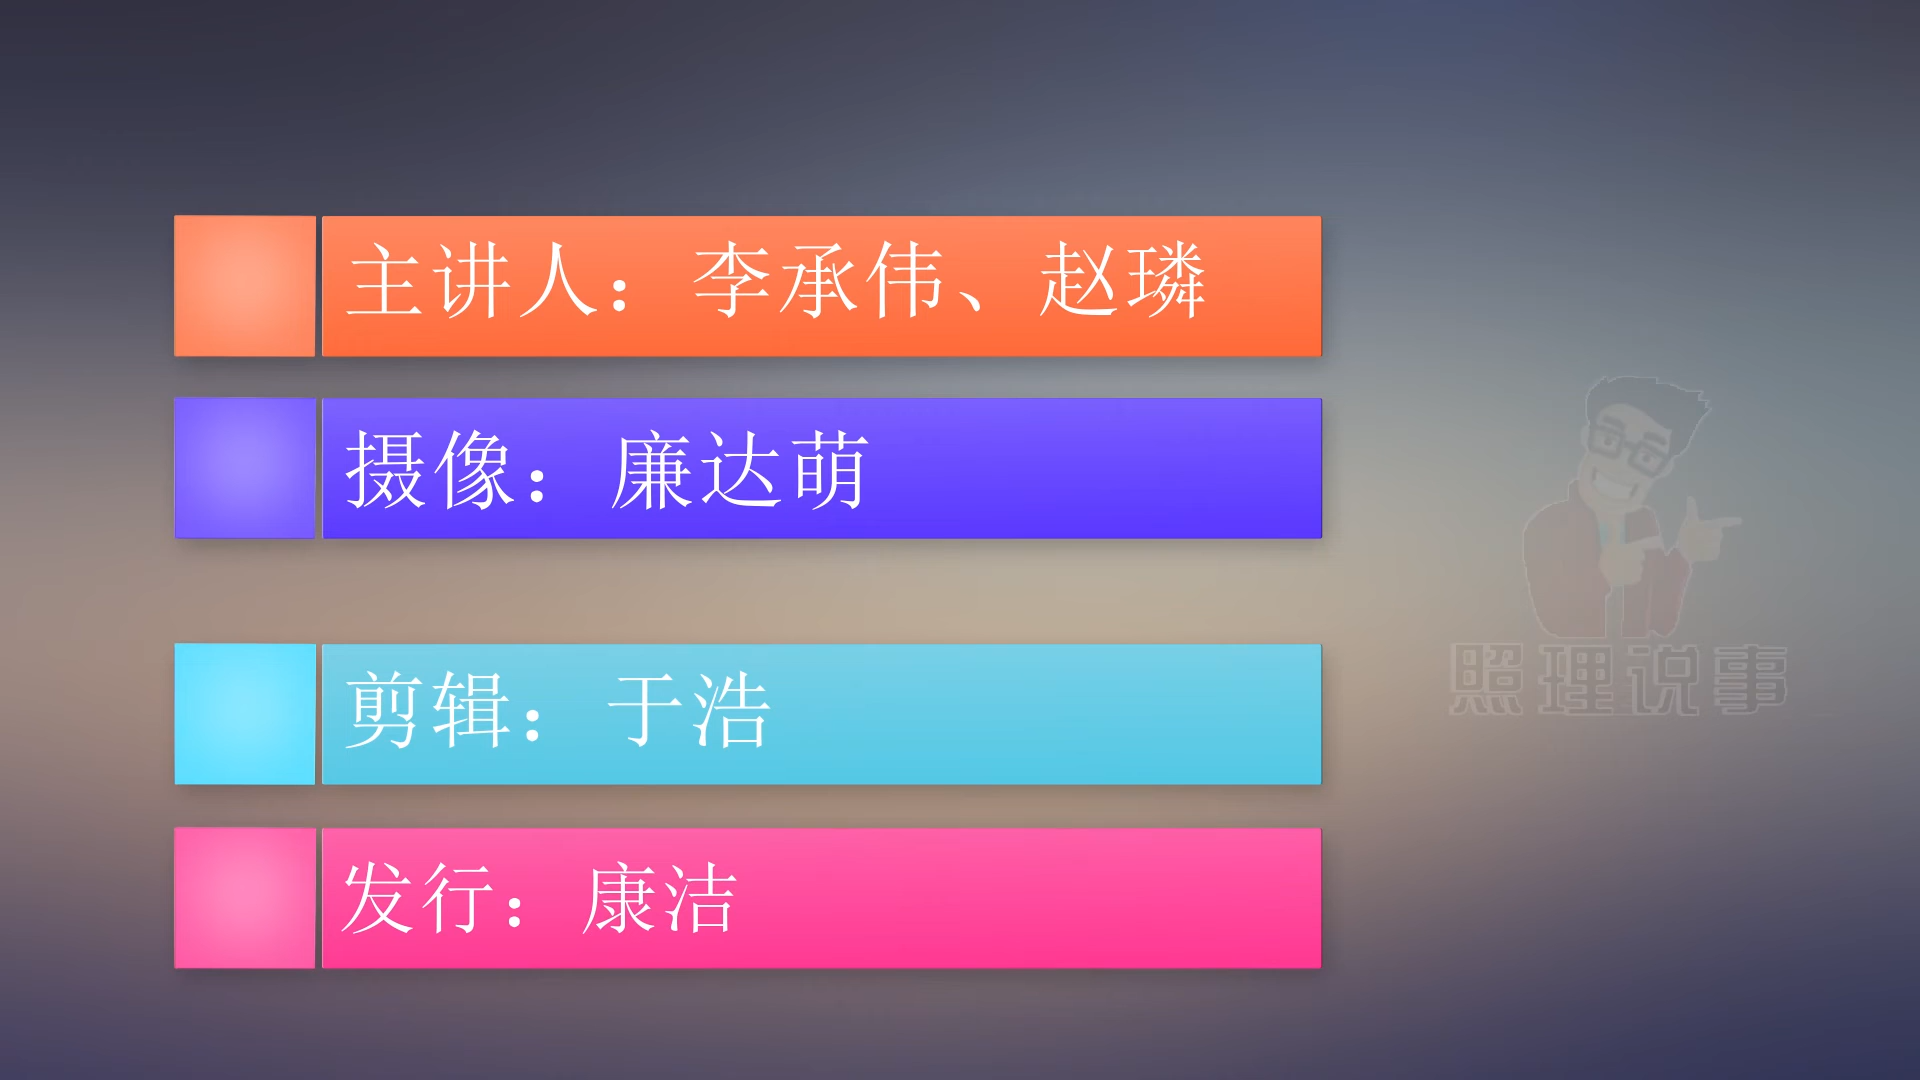 主讲人：李承伟、赵璘
摄像：廉达萌
剪辑：于浩
照理说事
发行：康洁